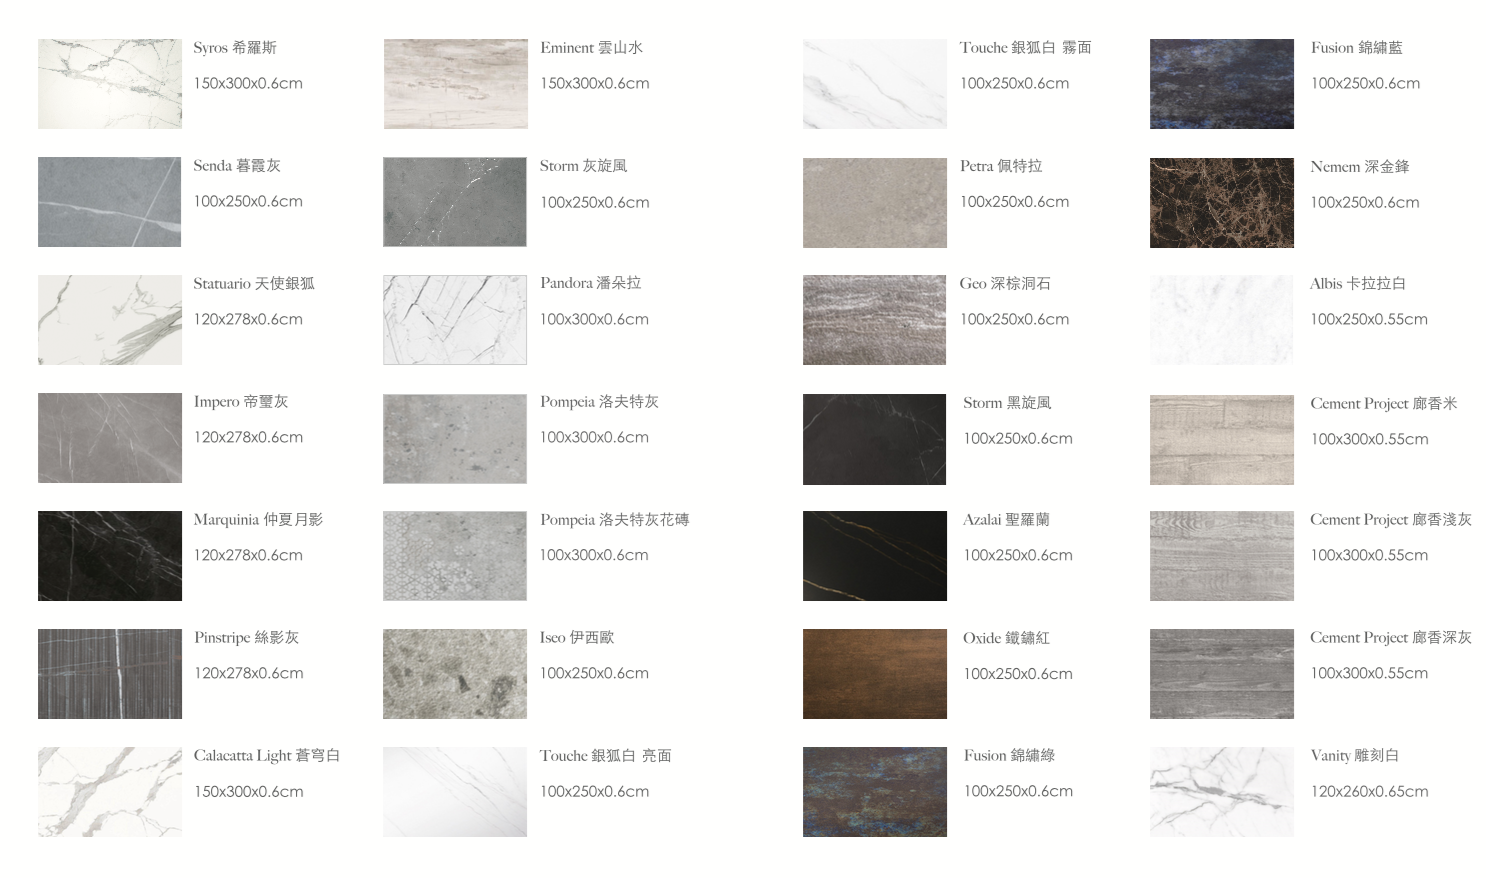 Syros 希羅斯
150x300x0.6cm
Senda 暮霞灰
100x250x0.6cm
Statuario 天使銀狐
120x278x0.6cm
Impero 帝璽灰
120x278x0.6cm
Marquinia 仲夏月影
120x278x0.6cm
Pinstripe 絲影灰
120x278x0.6cm
Calacatta Light 蒼穹白
150x300x0.6cm
Eminent 雲山水
150x300x0.6cm
Storm 灰旋風
100x250x0.6cm
Pandora 潘朵拉
100x300x0.6cm
Pompeia 洛夫特灰
100x300x0.6cm
Pompeia 洛夫特灰花磚
100x300x0.6cm
Iseo 伊西歐
100x250x0.6cm
Touche 銀狐白 亮面
100x250x0.6cm
Touche 銀狐白 霧面
100x250x0.6cm
Petra 佩特拉
100x250x0.6cm
Geo 深棕洞石
100x250x0.6cm
Storm 黑旋風
100x250x0.6cm
Azalai 聖羅蘭
100x250x0.6cm
Oxide 鐵鏽紅
100x250x0.6cm
Fusion 錦繡綠
100x250x0.6cm
Fusion 錦繡藍
100x250x0.6cm
Nemem 深金鋒
100x250x0.6cm
Albis 卡拉拉白
100x250x0.55cm
Cement Project 廊香米
100x300x0.55cm
Cement Project 廊香淺灰
100x300x0.55cm
Cement Project 廊香深灰
100x300x0.55cm
Vanity 雕刻白
120x260x0.65cm